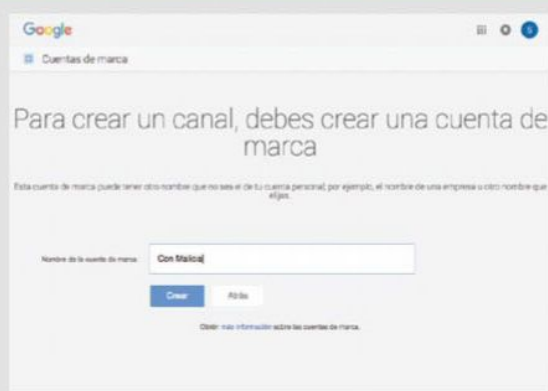 Google
S
Cuentas de marca
Para crear un canal, debes crear una cuenta de
marca
Esta cuenta de marca puede tener otro nombre que no sea el de tu cuenta personal, por ejemplo, el nombre de una empresa u otro nombre que
elijas.
Nombre de la cuenta de marca
Con Malicia
Crear
Atrás
Obtén más información sobre las cuentas de marca.